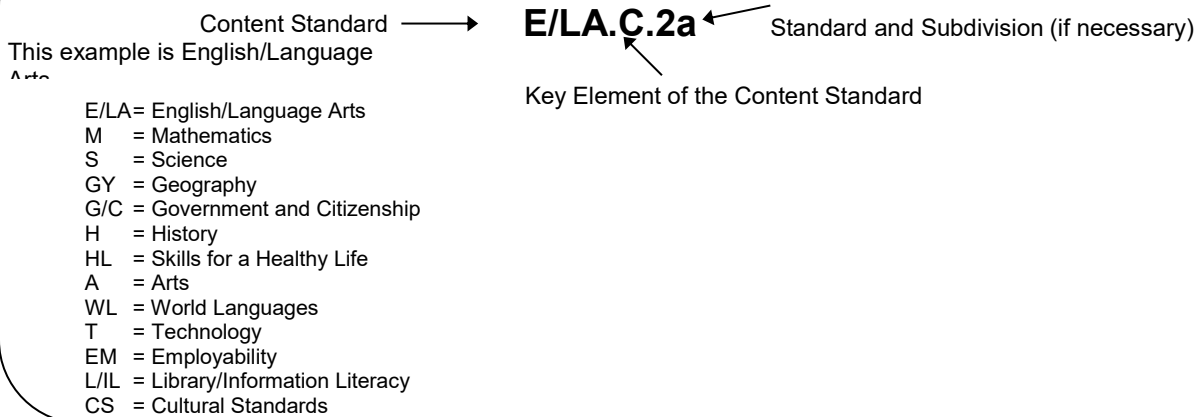 Content Standard
E/LA.C.2a
Standard and Subdivision (if necessary)
This example is English/Language
Key Element of the Content Standard
E/LA= English/Language Arts
M = Mathematics
S = Science
GY = Geography
G/C = Government and Citizenship
H = History
HL = Skills for a Healthy Life
A = Arts
WL = World Languages
T = Technology
EM = Employability
L/IL = Library/Information Literacy
CS = Cultural Standards